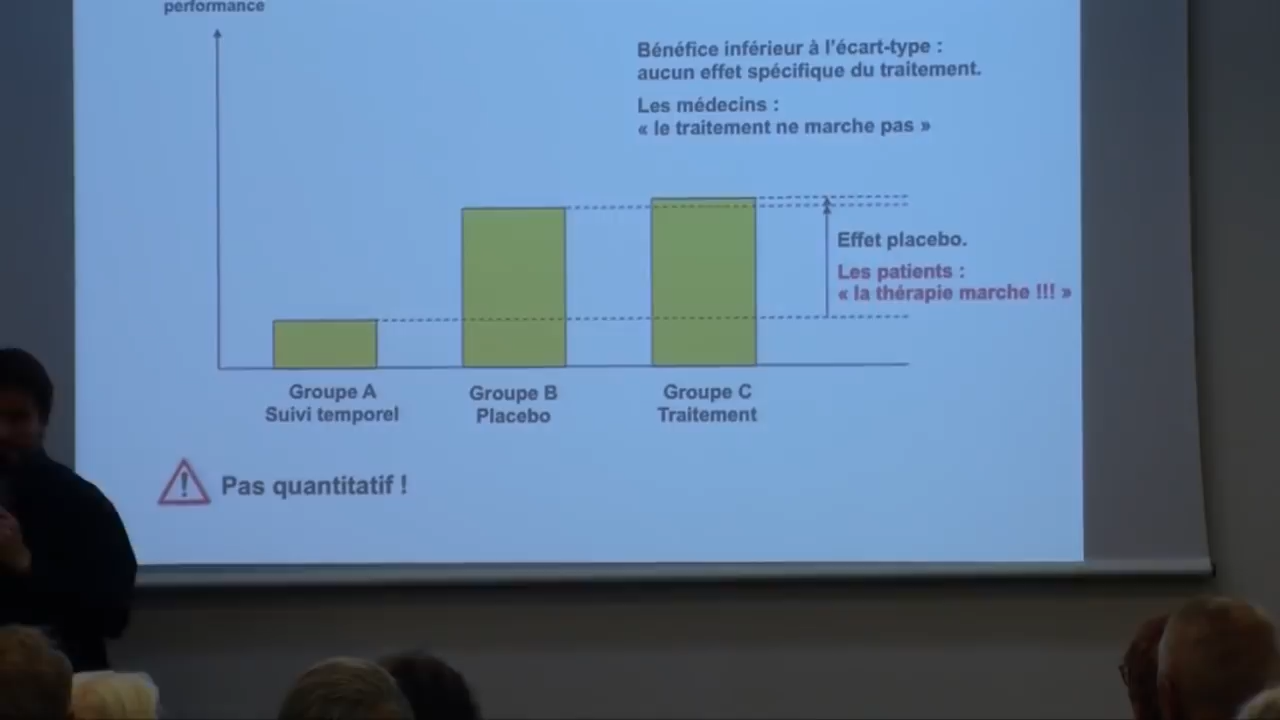 performance
Bénéfice inférieur à l'écart-type :
aucun effet spécifique du traitement.
Les médecins :
« le traitement ne marche pas »
Effet placebo.
Les patients :
« la thérapie marche !!! »
Groupe A
Suivi temporel
Groupe B
Placebo
Groupe C
Traitement
Pas quantitatif !